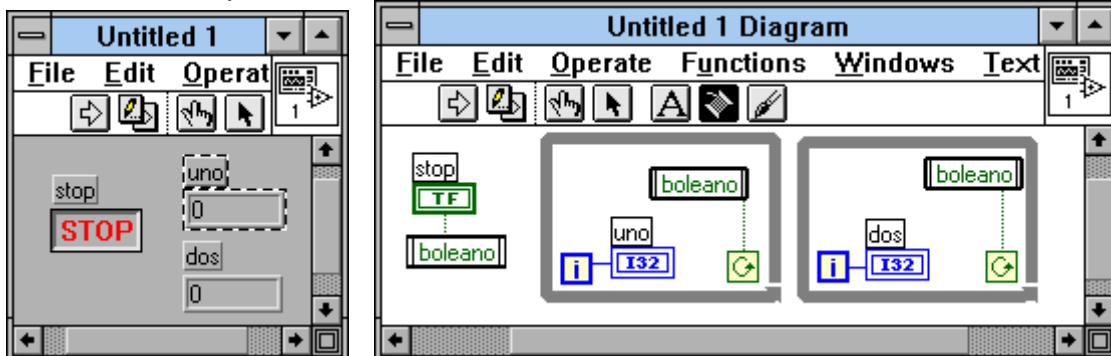 Untitled 1
File Edit Operat
1
stop
STOP
uno
0
dos
0
Untitled 1 Diagram
File Edit Operate Functions Windows Text
A
1
stop
TF
boleano
boleano
uno
i
I32
boleano
dos
i
I32